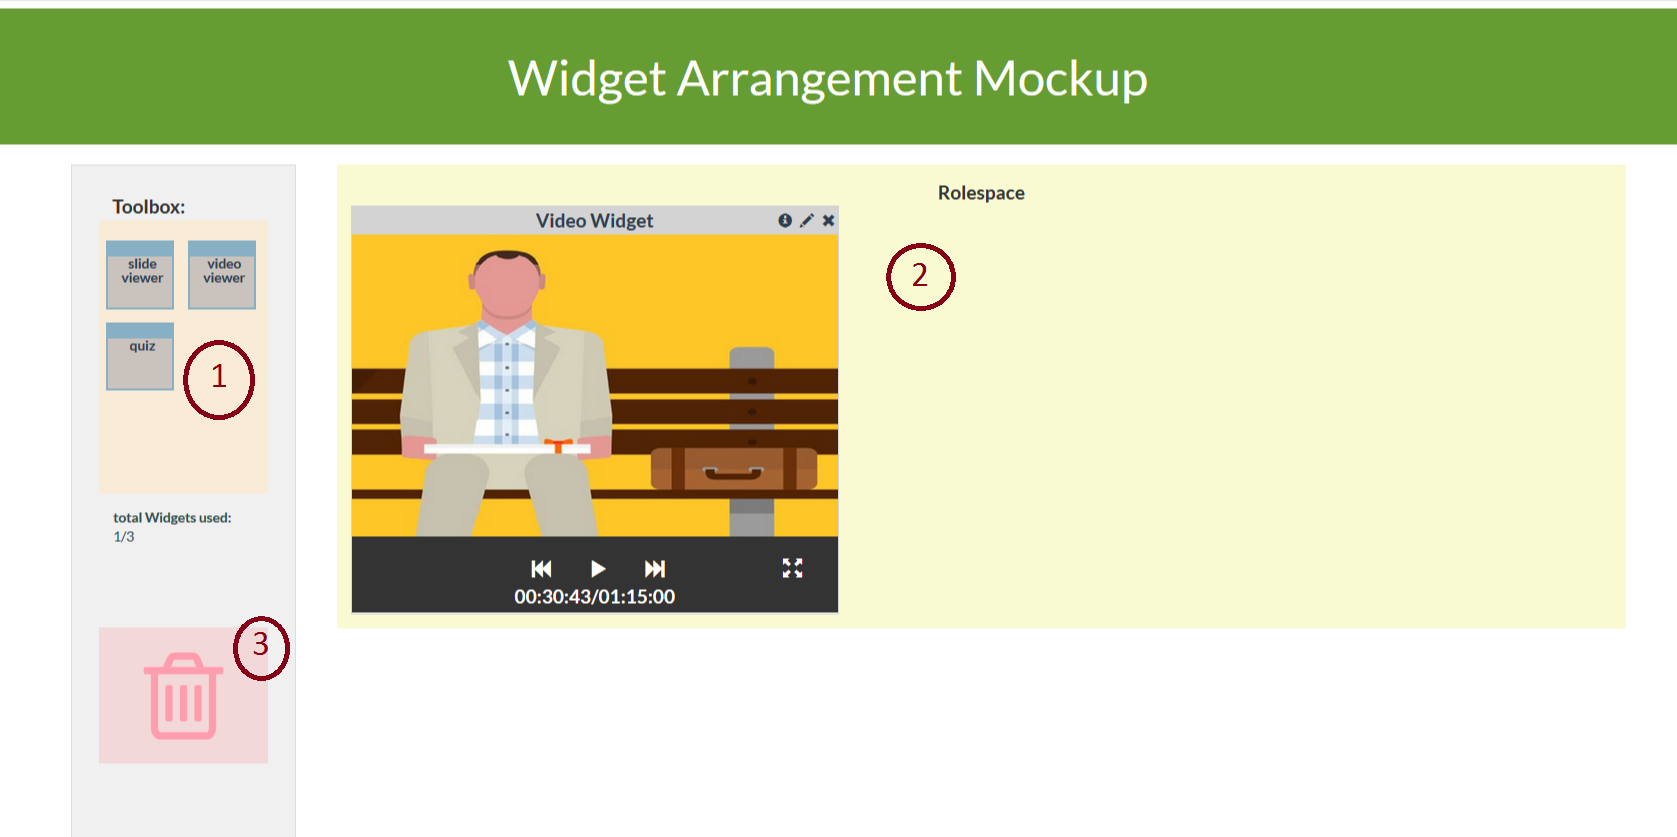 Widget Arrangement Mockup
Toolbox:
slide
viewer
video
viewer
quiz
1
total Widgets used:
1/3
3
Rolespace
Video Widget
2
00:30:43/01:15:00